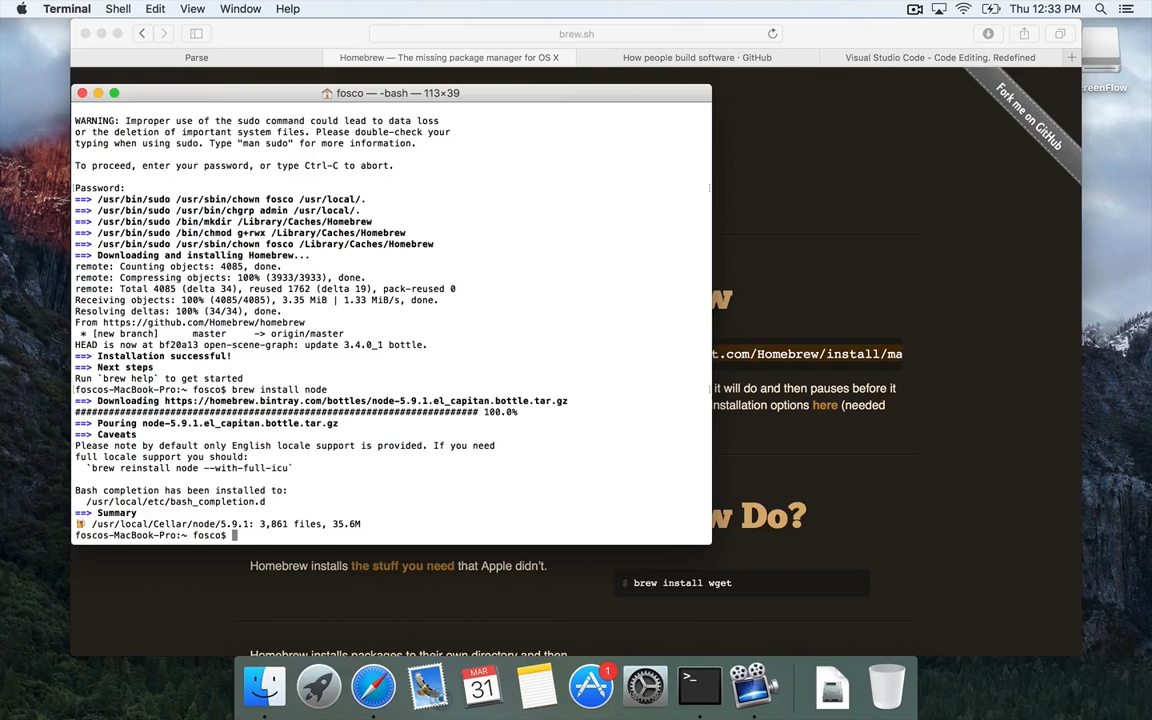 Terminal Shell Edit View Window Help
Thu 12:33 PM
brew.sh
Parse
Homebrew — The missing package manager for OS X
How people build software · GitHub
Visual Studio Code - Code Editing. Redefined
fosco — -bash — 113×39
Fork me on GitHub
WARNING: Improper use of the sudo command could lead to data loss
or the deletion of important system files. Please double-check your
typing when using sudo. Type "man sudo" for more information.
To proceed, enter your password, or type Ctrl-C to abort.
Password:
==> /usr/bin/sudo /usr/sbin/chown fosco /usr/local/.
==> /usr/bin/sudo /usr/bin/chgrp admin /usr/local/.
==> /usr/bin/sudo /bin/mkdir /Library/Caches/Homebrew
==> /usr/bin/sudo /bin/chmod g+rwx /Library/Caches/Homebrew
==> /usr/bin/sudo /usr/sbin/chown fosco /Library/Caches/Homebrew
==> Downloading and installing Homebrew...
remote: Counting objects: 4085, done.
remote: Compressing objects: 100% (3933/3933), done.
remote: Total 4085 (delta 34), reused 1762 (delta 19), pack-reused 0
Receiving objects: 100% (4085/4085), 3.35 MiB | 1.33 MiB/s, done.
Resolving deltas: 100% (34/34), done.
From https://github.com/Homebrew/homebrew
* [new branch] master -> origin/master
HEAD is now at bf20a13 open-scene-graph: update 3.4.0_1 bottle.
==> Installation successful!
==> Next steps
Run `brew help` to get started
foscos-MacBook-Pro:~ fosco$ brew install node
==> Downloading https://homebrew.bintray.com/bottles/node-5.9.1.el_capitan.bottle.tar.gz
######################################################################## 100.0%
==> Pouring node-5.9.1.el_capitan.bottle.tar.gz
==> Caveats
Please note by default only English locale support is provided. If you need
full locale support you should:
`brew reinstall node --with-full-icu`
Bash completion has been installed to:
/usr/local/etc/bash_completion.d
==> Summary
/usr/local/Cellar/node/5.9.1: 3,861 files, 35.6M
foscos-MacBook-Pro:~ fosco$
w
t.com/Homebrew/install/ma
it will do and then pauses before it
nstallation options here (needed
w Do?
Homebrew installs the stuff you need that Apple didn't.
$ brew install wget
Homebrew installs packages to their own directory and then
1
MAR
31
>_